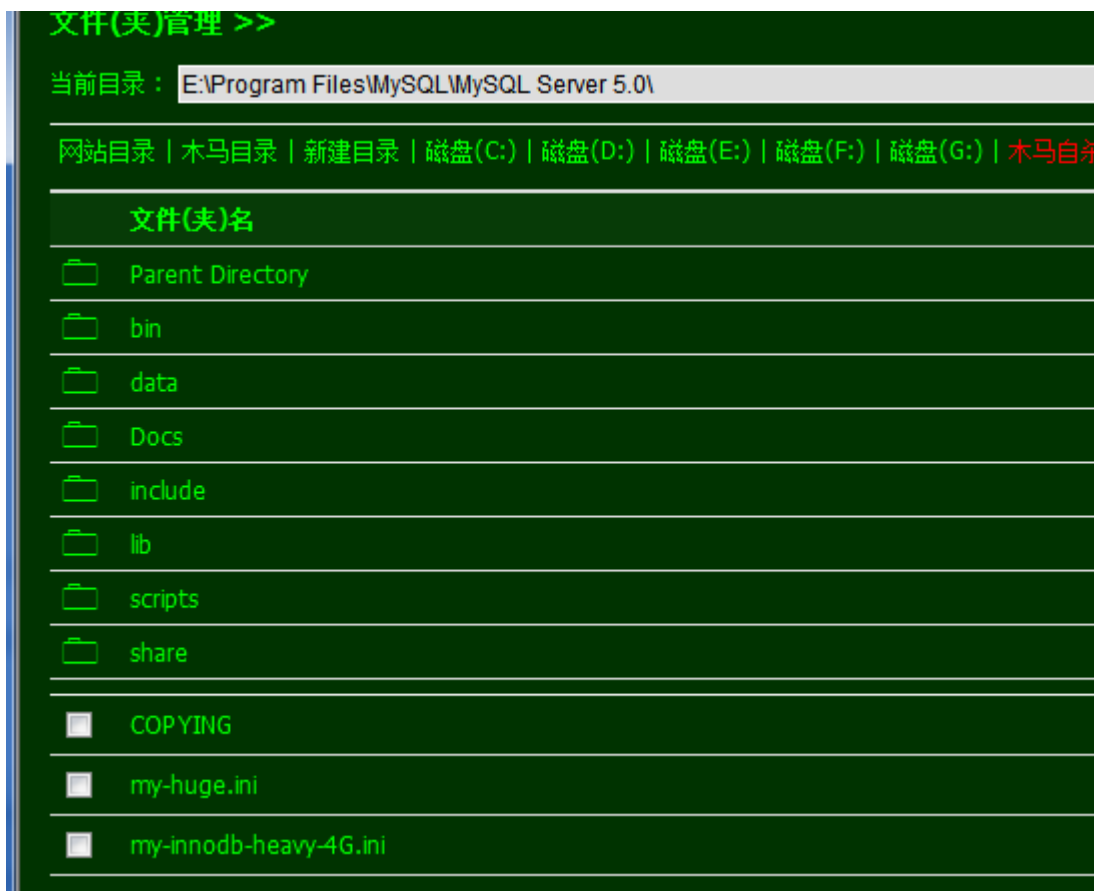 文件(夹)管理 >>
当前目录： E:\Program Files\MySQL\MySQL Server 5.0\
网站目录 | 木马目录 | 新建目录 | 磁盘(C:) | 磁盘(D:) | 磁盘(E:) | 磁盘(F:) | 磁盘(G:) | 木马自杀
文件(夹)名
Parent Directory
bin
data
Docs
include
lib
scripts
share
COPYING
my-huge.ini
my-innodb-heavy-4G.ini